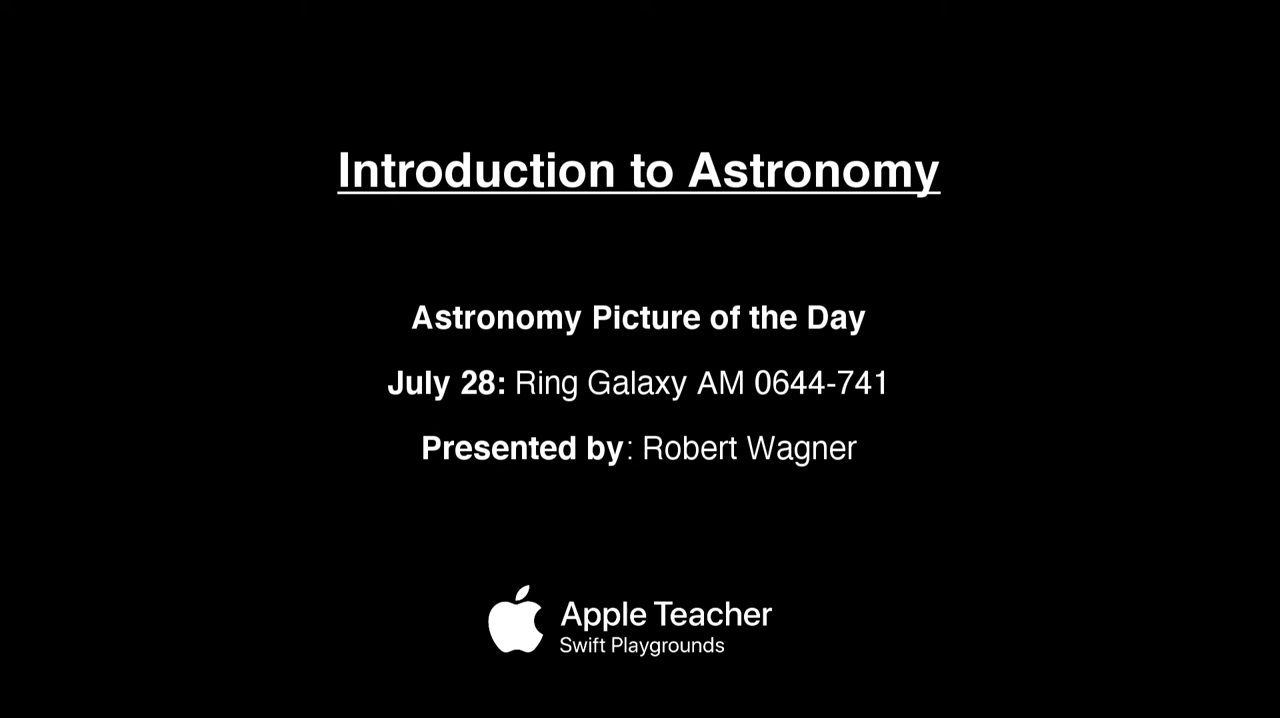 Introduction to Astronomy
Astronomy Picture of the Day
July 28: Ring Galaxy AM 0644-741
Presented by: Robert Wagner
Apple Teacher
Swift Playgrounds